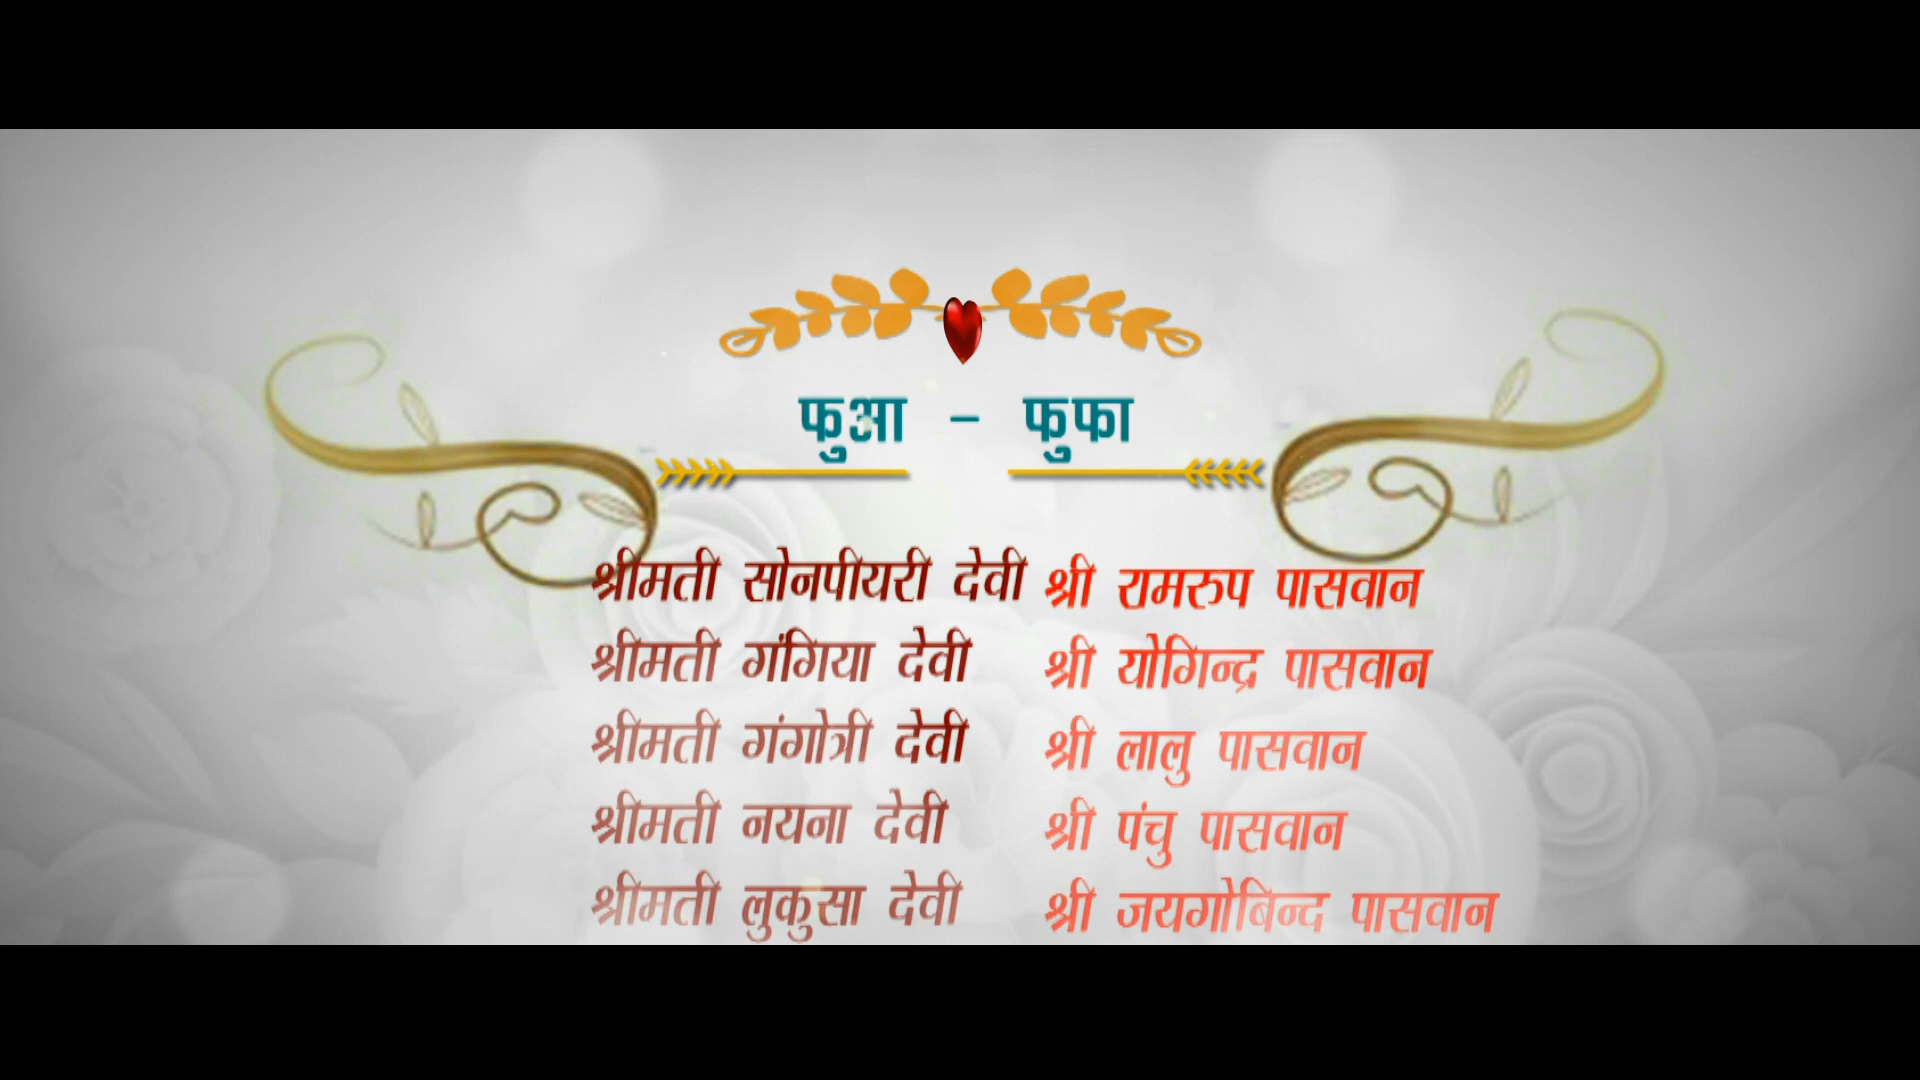 फुआ - फुफा
श्रीमती सोनपीयरी देवी श्री रामरुप पासवान
श्रीमती गंगिया देवी श्री योगिन्द्र पासवान
श्रीमती गंगोत्री देवी श्री लालु पासवान
श्रीमती नयना देवी श्री पंचु पासवान
श्रीमती लुकुसा देवी श्री जयगोबिन्द पासवान